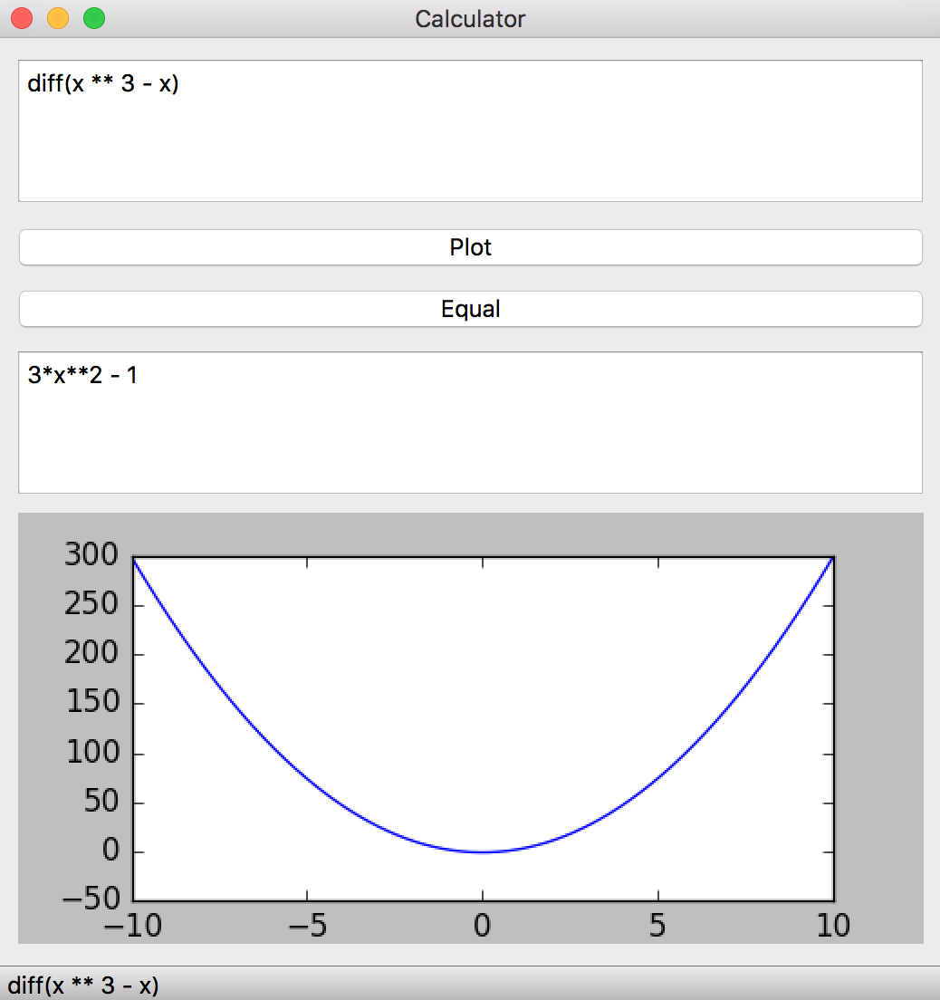 Calculator
diff(x ** 3 - x)
Plot
Equal
3*x**2 - 1
300
250
200
150
100
50
0
−50
−10 −5 0 5 10
diff(x ** 3 - x)